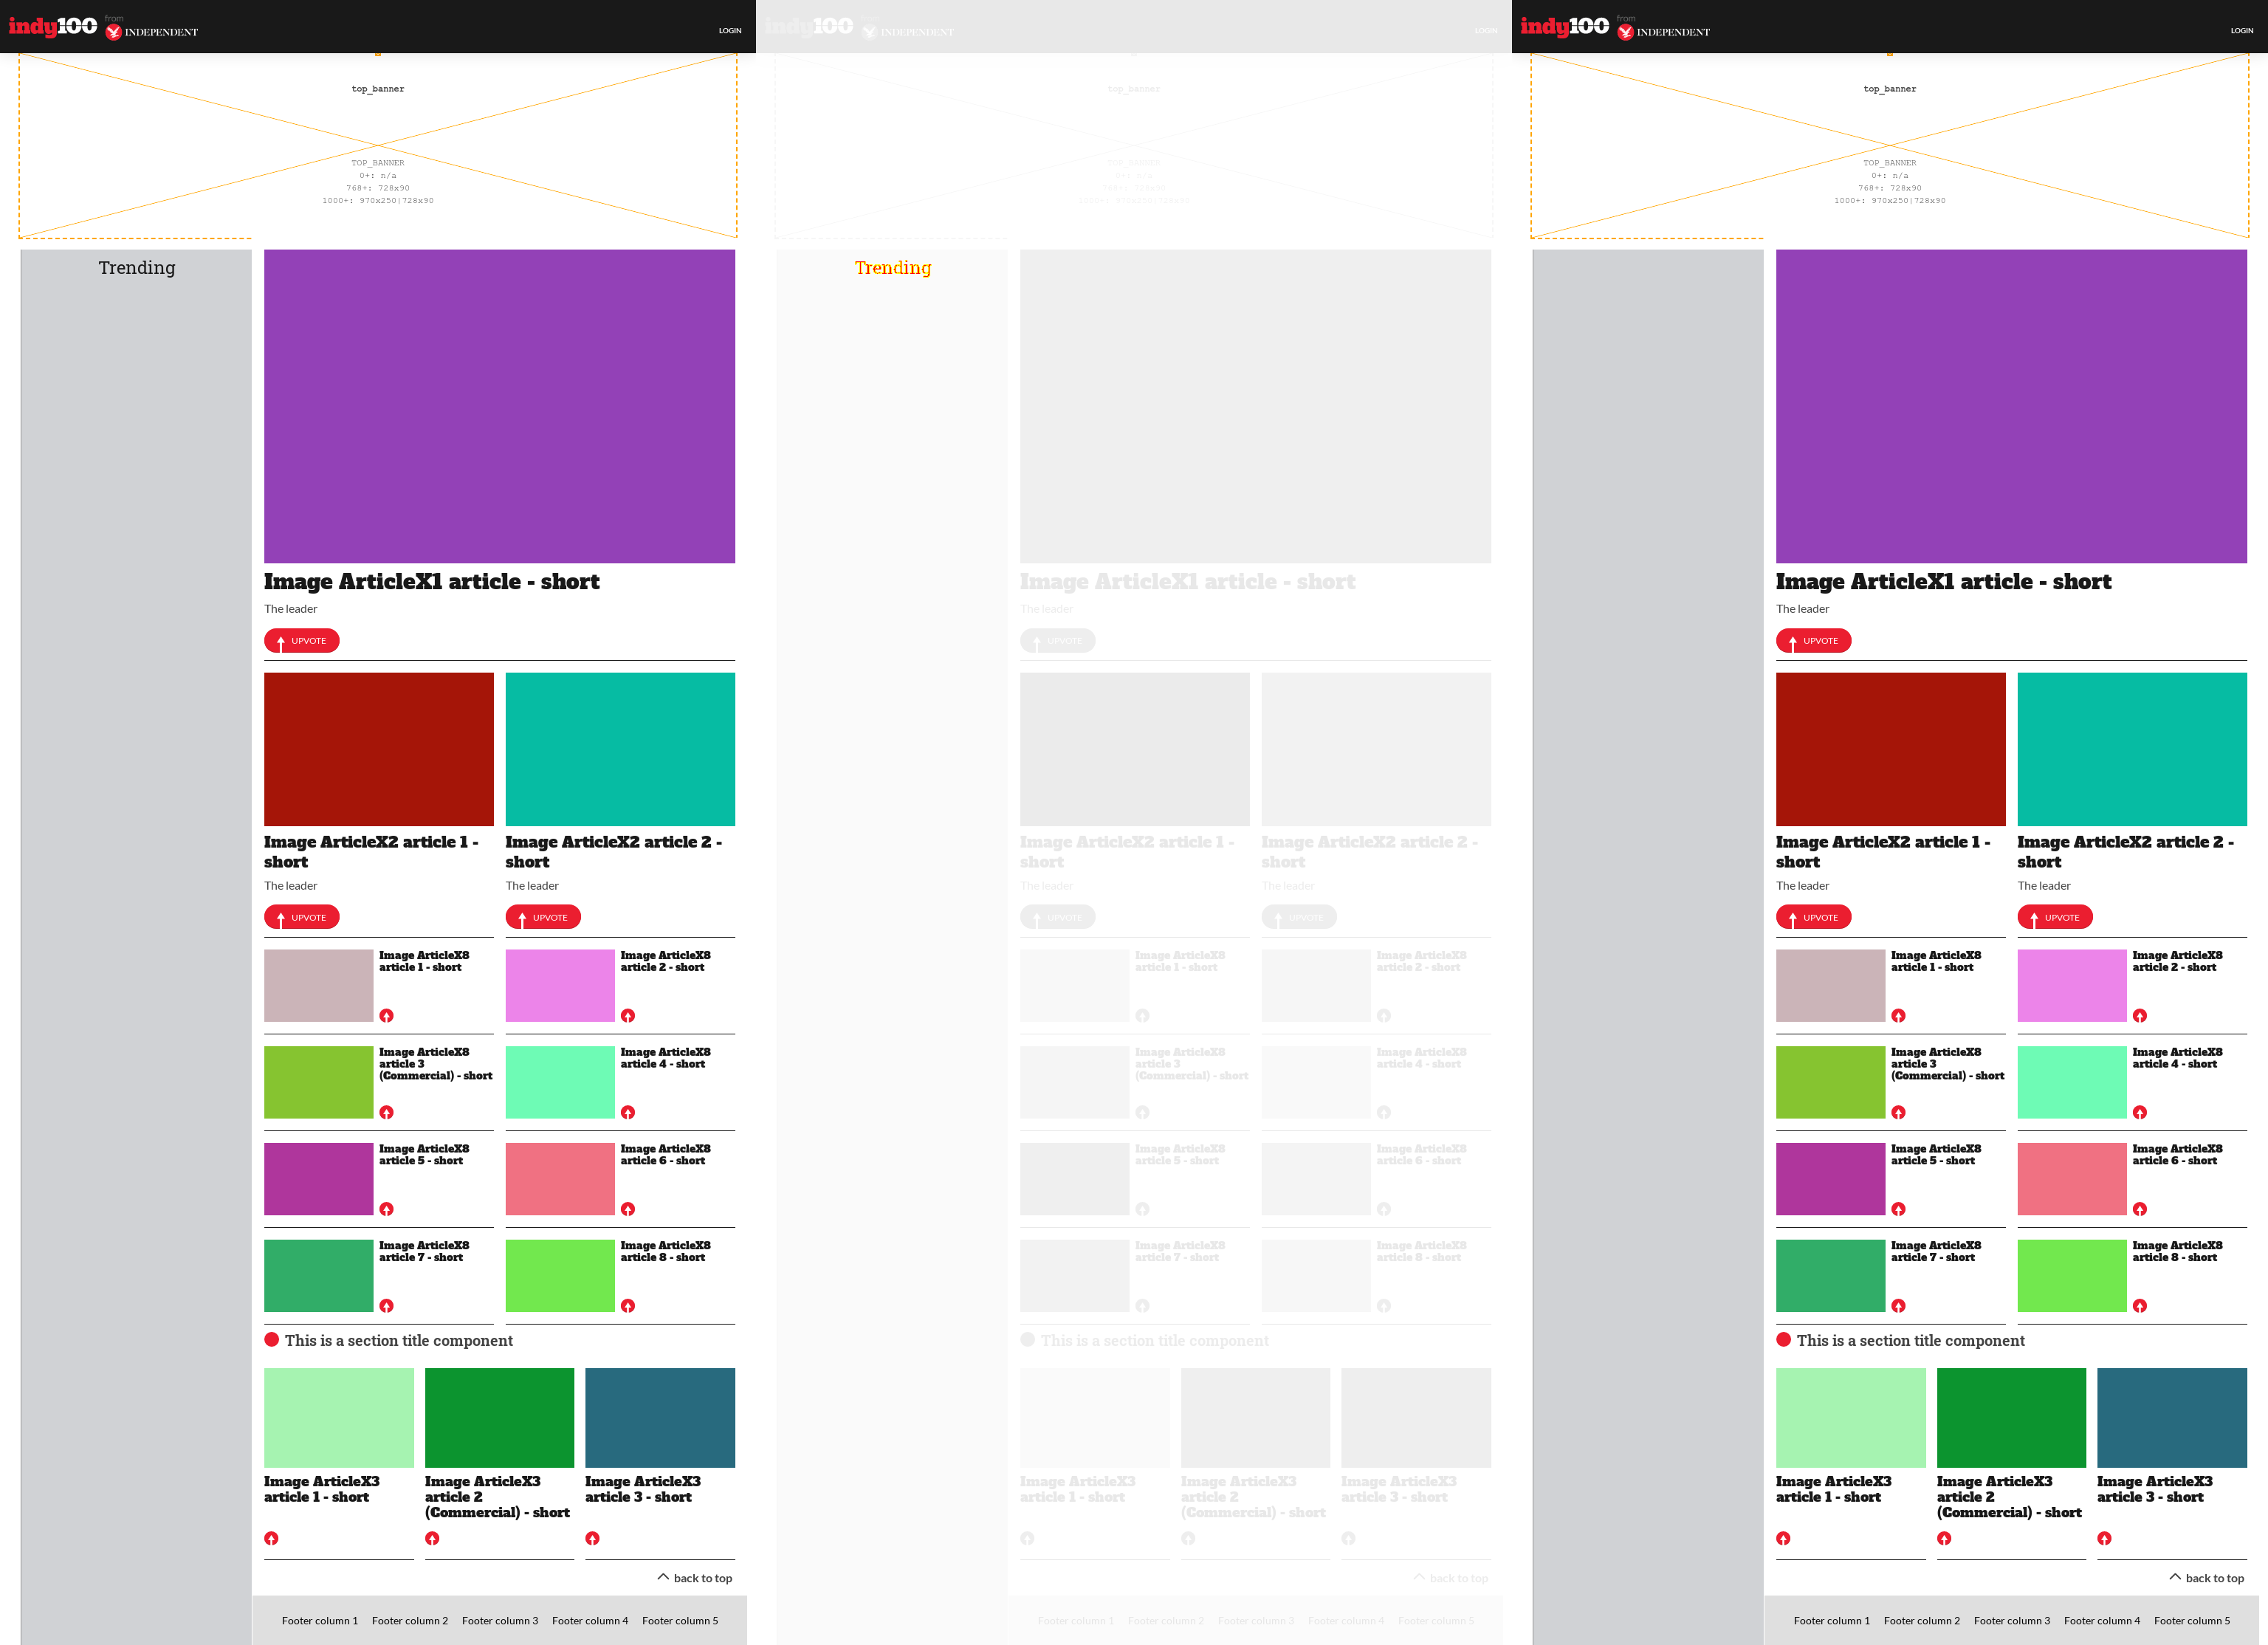 indy100
from
INDEPENDENT
LOGIN
top_banner
TOP_BANNER
0+: n/a
768+: 728x90
1000+: 970x250|728x90
Trending
Image ArticleX1 article - short
The leader
UPVOTE
Image ArticleX2 article 1 -
short
The leader
UPVOTE
Image ArticleX2 article 2 -
short
The leader
UPVOTE
Image ArticleX8
article 1 - short
Image ArticleX8
article 2 - short
Image ArticleX8
article 3
(Commercial) - short
Image ArticleX8
article 4 - short
Image ArticleX8
article 5 - short
Image ArticleX8
article 6 - short
Image ArticleX8
article 7 - short
Image ArticleX8
article 8 - short
This is a section title component
Image ArticleX3
article 1 - short
Image ArticleX3
article 2
(Commercial) - short
Image ArticleX3
article 3 - short
back to top
Footer column 1
Footer column 2
Footer column 3
Footer column 4
Footer column 5
indy100
INDEPENDENT
LOGIN
top_banner
TOP_BANNER
0+: n/a
768+: 728x90
1000+: 970x250|728x90
Trending
Image ArticleX1 article - short
The leader
UPVOTE
Image ArticleX2 article 1 -
short
The leader
UPVOTE
Image ArticleX2 article 2 -
short
The leader
UPVOTE
Image ArticleX8
article 1 - short
Image ArticleX8
article 2 - short
Image ArticleX8
article 3
(Commercial) - short
Image ArticleX8
article 4 - short
Image ArticleX8
article 5 - short
Image ArticleX8
article 6 - short
Image ArticleX8
article 7 - short
Image ArticleX8
article 8 - short
This is a section title component
Image ArticleX3
article 1 - short
Image ArticleX3
article 2
(Commercial) - short
Image ArticleX3
article 3 - short
back to top
Footer column 1
Footer column 2
Footer column 3
Footer column 4
Footer column 5
indy100
from
INDEPENDENT
LOGIN
top_banner
TOP_BANNER
0+: n/a
768+: 728x90
1000+: 970x250|728x90
Image ArticleX1 article - short
The leader
UPVOTE
Image ArticleX2 article 1 -
short
The leader
UPVOTE
Image ArticleX2 article 2 -
short
The leader
UPVOTE
Image ArticleX8
article 1 - short
Image ArticleX8
article 2 - short
Image ArticleX8
article 3
(Commercial) - short
Image ArticleX8
article 4 - short
Image ArticleX8
article 5 - short
Image ArticleX8
article 6 - short
Image ArticleX8
article 7 - short
Image ArticleX8
article 8 - short
This is a section title component
Image ArticleX3
article 1 - short
Image ArticleX3
article 2
(Commercial) - short
Image ArticleX3
article 3 - short
back to top
Footer column 1
Footer column 2
Footer column 3
Footer column 4
Footer column 5